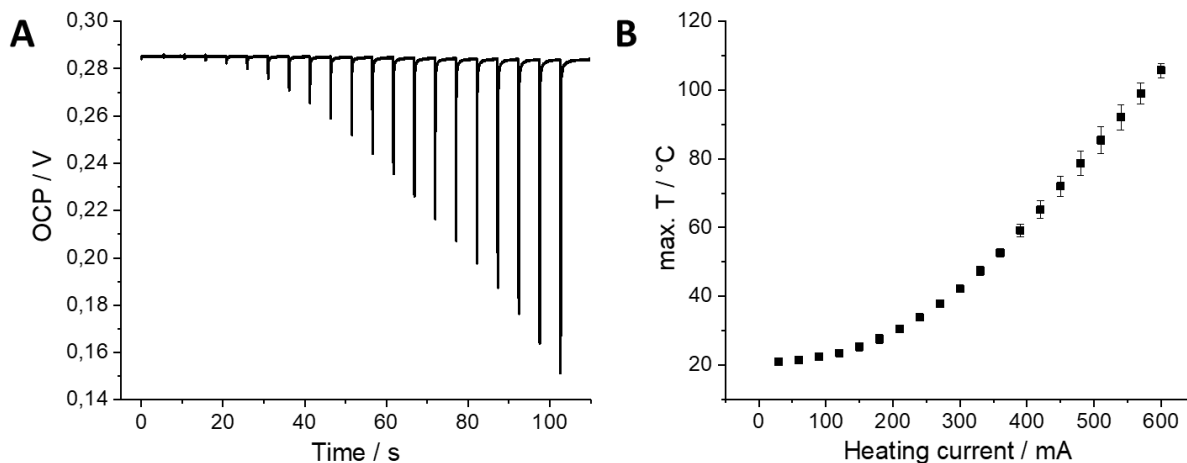 A
OCP / V
0,30
0,28
0,26
0,24
0,22
0,20
0,18
0,16
0,14
0 20 40 60 80 100
Time / s
B
max. T / °C
120
100
80
60
40
20
0 100 200 300 400 500 600
Heating current / mA